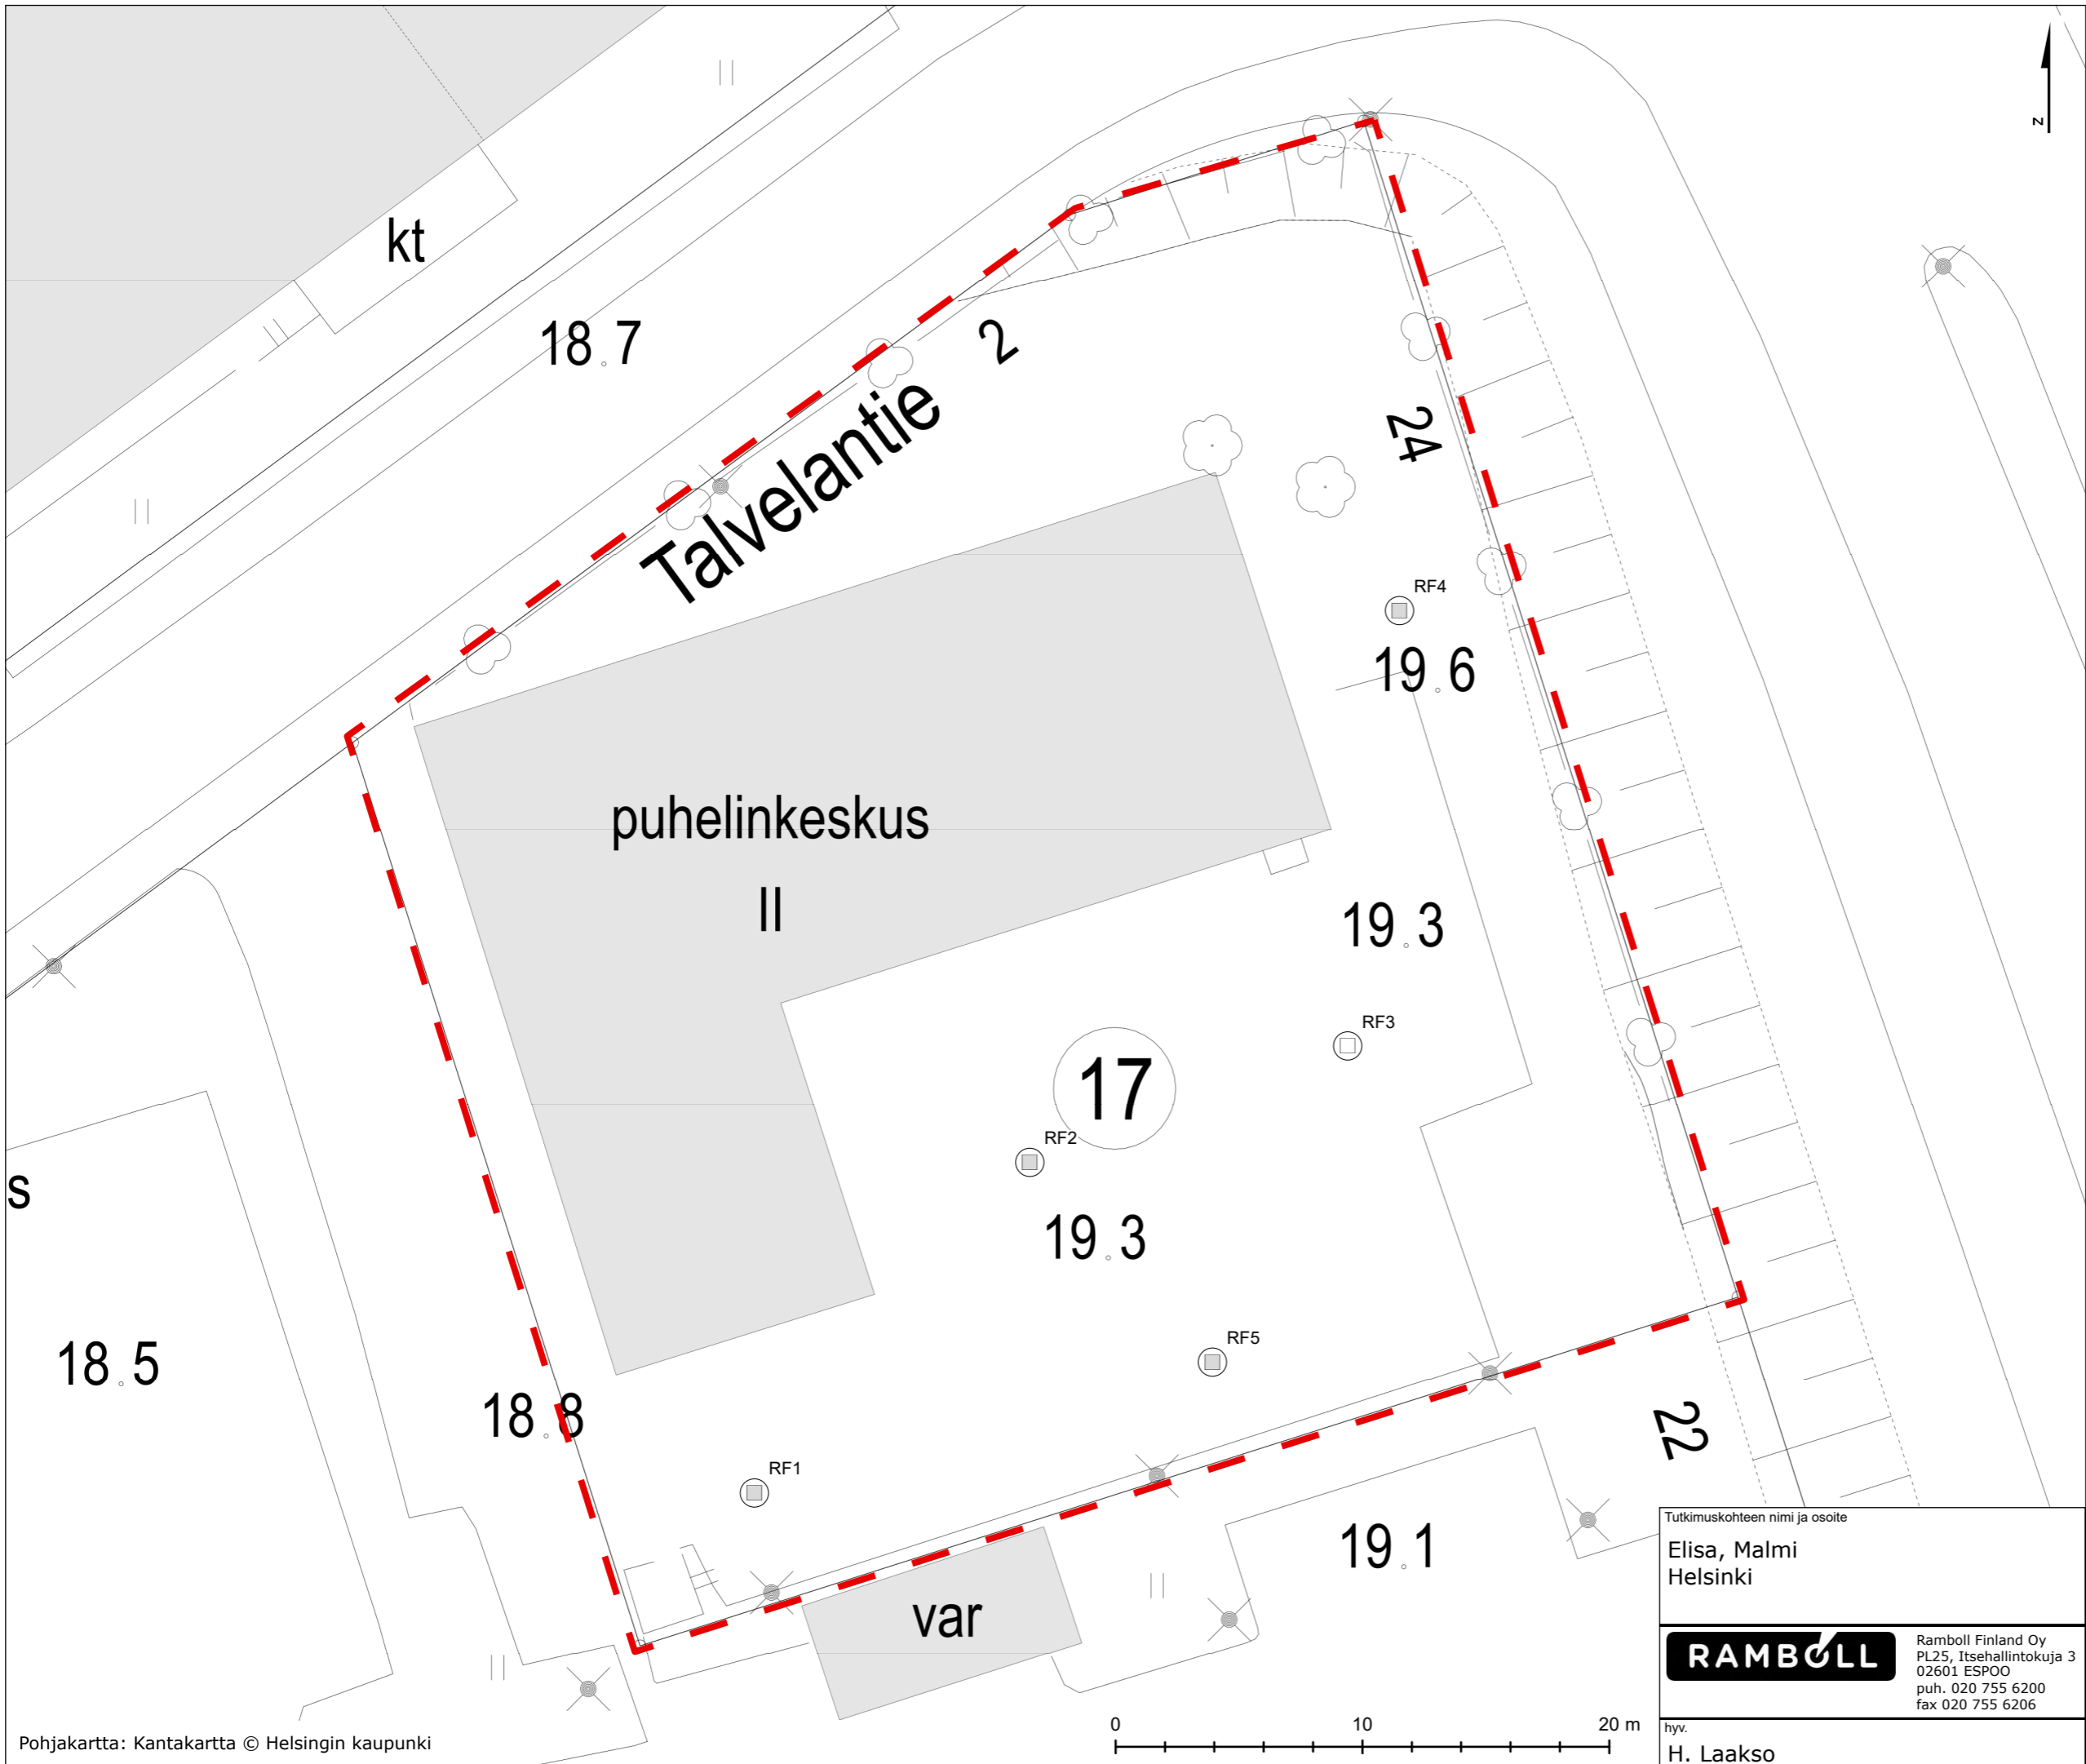 z
kt
18.7
2
Talvelantie
24
RF4
19.6
puhelinkeskus
II
19.3
RF3
17
RF2
s
19.3
RF5
18.5
18.8
22
RF1
19.1
var
Tutkimuskohteen nimi ja osoite
Elisa, Malmi
Helsinki
RAMBOLL
Ramboll Finland Oy
PL25, Itsehallintokuja 3
02601 ESPOO
puh. 020 755 6200
fax 020 755 6206
hyv.
H. Laakso
0 10 20 m
Pohjakartta: Kantakartta © Helsingin kaupunki